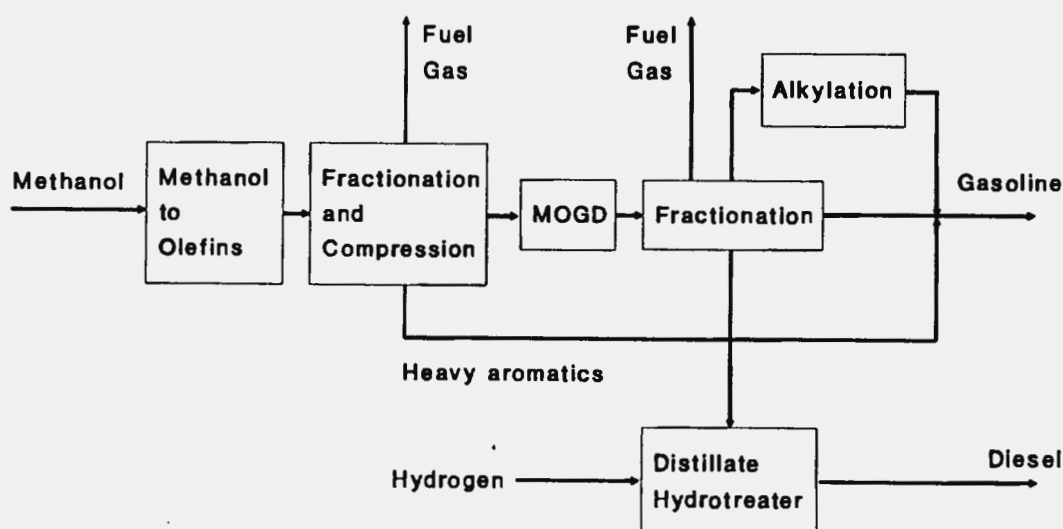 Fuel
Gas
Fuel
Gas
Alkylation
Methanol
Methanol
to
Olefins
Fractionation
and
Compression
MOGD
Fractionation
Gasoline
Heavy aromatics
Hydrogen
Distillate
Hydrotreater
Diesel